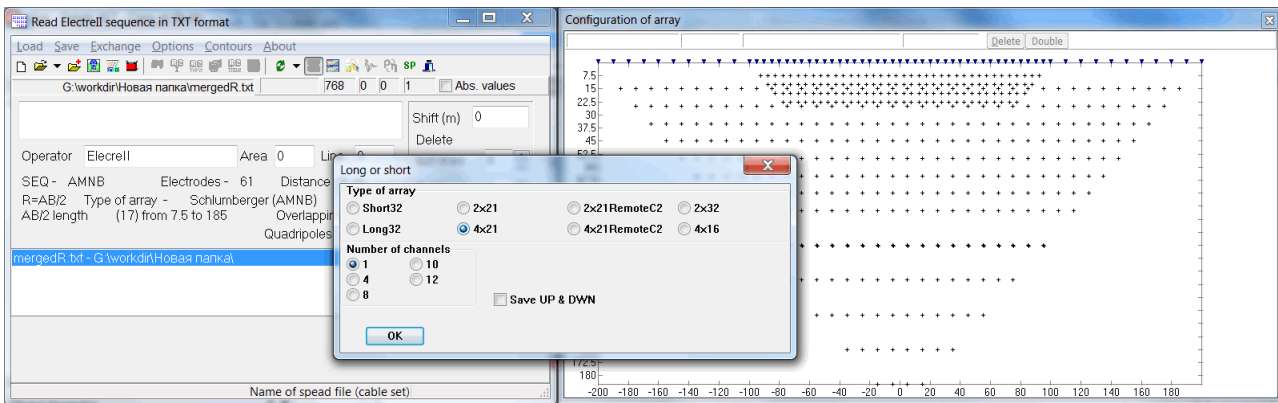 Read ElectreII sequence in TXT format
Load Save Exchange Options Contours About
SP
G:\workdir\Новая папка\mergedR.txt 768 0 0 1 Abs. values
Shift (m) 0
Delete
Operator ElecreII Area 0 Line
SEQ - AMNB Electrodes - 61 Distance
R=AB/2 Type of array - Schlumberger (AMNB)
AB/2 length (17) from 7.5 to 185 Overlappin
Quadripoles
mergedR.txt - G:\workdir\Новая папка\
Name of spead file (cable set)
Long or short
Type of array
Short32 2x21 2x21RemoteC2 2x32
Long32 4x21 4x21RemoteC2 4x16
Number of channels
1 10
4 12
8
Save UP & DWN
OK
Configuration of array
Delete Double
7.5
15
22.5
30
37.5
45
52.5
172.5
180
-200 -180 -160 -140 -120 -100 -80 -60 -40 -20 0 20 40 60 80 100 120 140 160 180